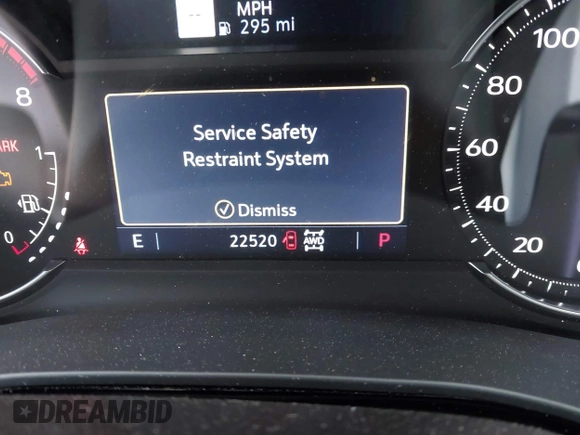 MPH
295 mi
8
100
80
Service Safety
Restraint System
60
ARK
1
40
Dismiss
0
E
22520
AWD
P
20
DREAMBID